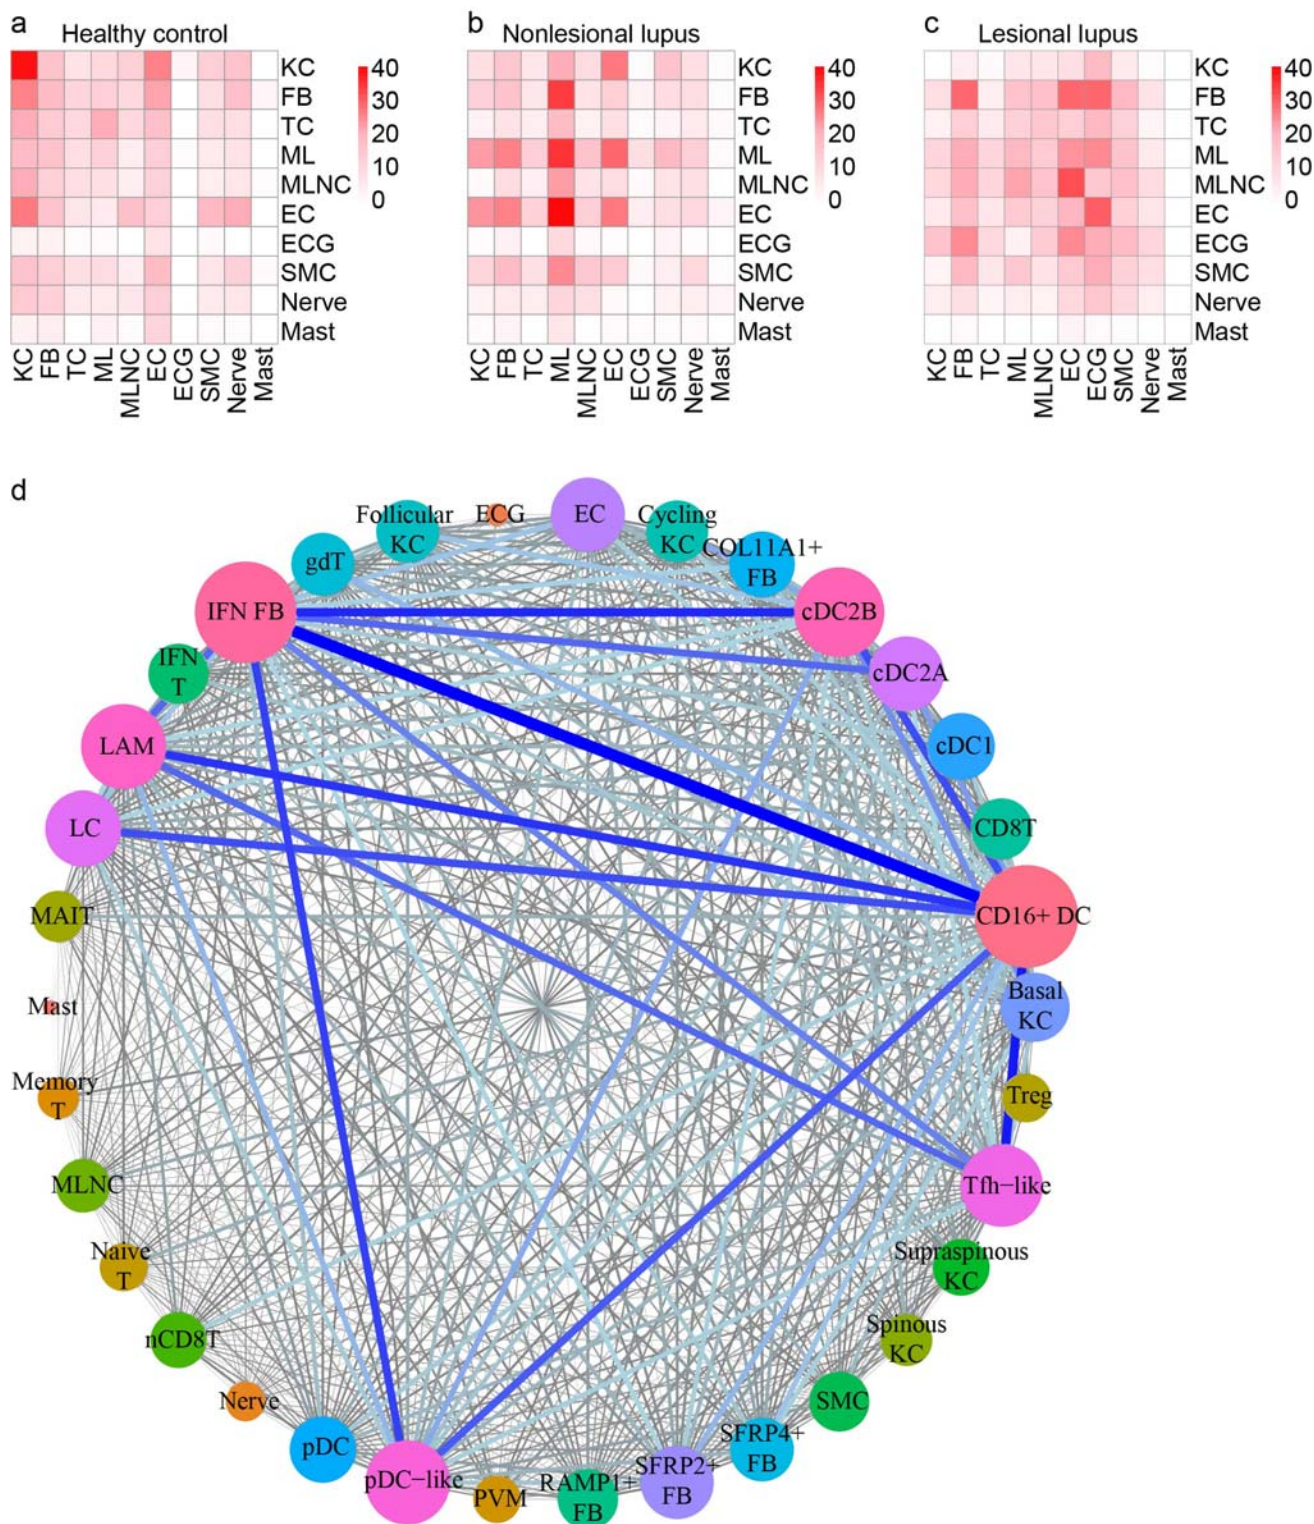 a
Healthy control
KC
FB
TC
ML
MLNC
EC
ECG
SMC
Nerve
Mast
40
30
20
10
0
KC
FB
TC
ML
MLNC
EC
ECG
SMC
Nerve
Mast
b
Nonlesional lupus
KC
FB
TC
ML
MLNC
EC
ECG
SMC
Nerve
Mast
40
30
20
10
0
KC
FB
TC
ML
MLNC
EC
ECG
SMC
Nerve
Mast
c
Lesional lupus
KC
FB
TC
ML
MLNC
EC
ECG
SMC
Nerve
Mast
40
30
20
10
0
KC
FB
TC
ML
MLNC
EC
ECG
SMC
Nerve
Mast
d
Follicular
KC
ECG
EC
Cycling
KC
COL11A1+
FB
gdT
IFN FB
cDC2B
IFN
T
cDC2A
LAM
cDC1
LC
CD8T
MAIT
CD16+ DC
Mast
Basal
KC
Memory
T
Treg
MLNC
Tfh−like
Naive
T
Supraspinous
KC
nCD8T
Spinous
KC
Nerve
SMC
pDC
SFRP4+
FB
pDC−like
PVM
RAMP1+
FB
SFRP2+
FB